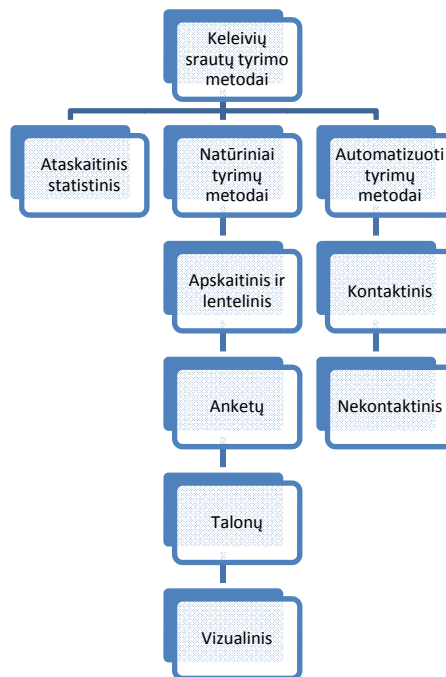 Keleivių
srautų tyrimo
metodai
Ataskaitinis
statistinis
Natūriniai
tyrimų
metodai
Automatizuoti
tyrimų
metodai
Apskaitinis ir
lentelinis
Kontaktinis
Anketų
Nekontaktinis
Talonų
Vizualinis